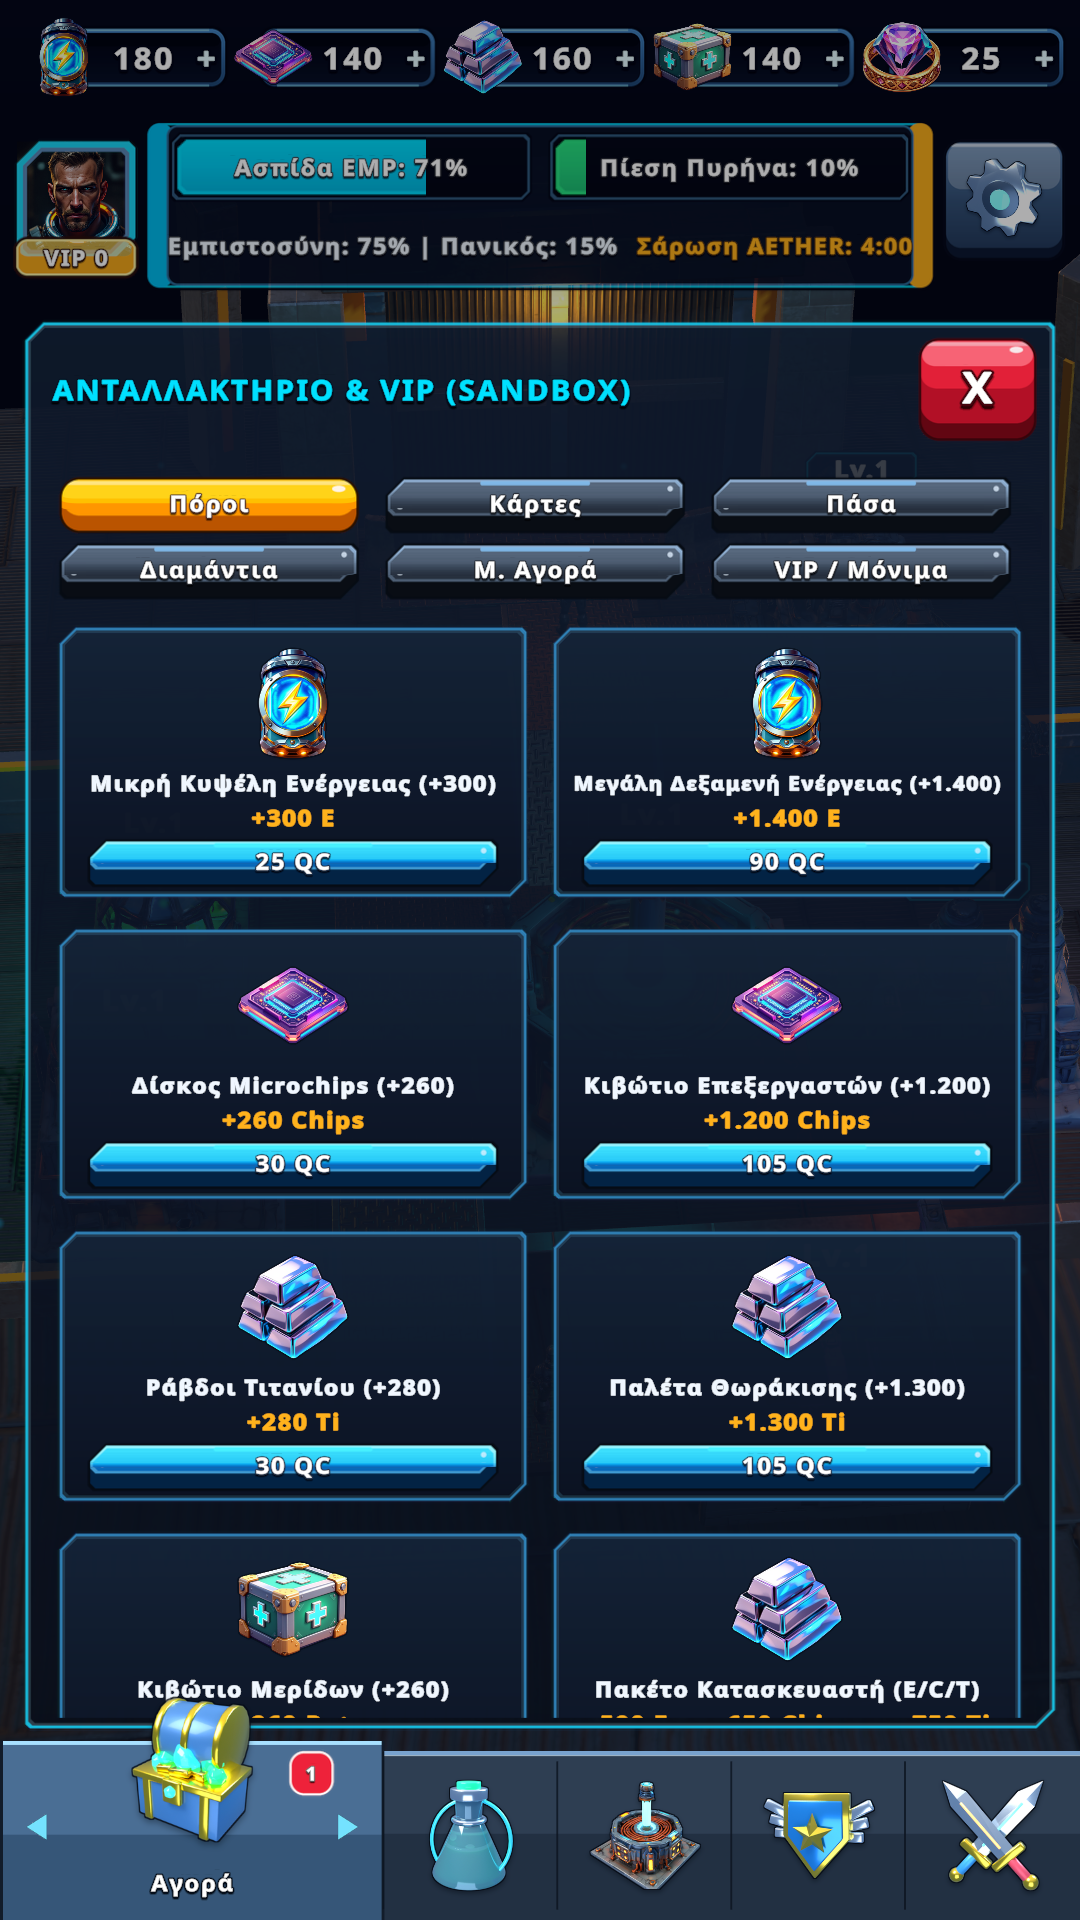 180 + 140 + 160 + 140 + 25 +
Ασπίδα EMP: 71% Πίεση Πυρήνα: 10%
VIP 0
Εμπιστοσύνη: 75% | Πανικός: 15% Σάρωση AETHER: 4:00
ΑΝΤΑΛΛΑΚΤΗΡΙΟ & VIP (SANDBOX)
X
Lv.1
Πόροι Κάρτες Πάσα
Διαμάντια Μ. Αγορά VIP / Μόνιμα
Μικρή Κυψέλη Ενέργειας (+300)
+300 E
25 QC
Μεγάλη Δεξαμενή Ενέργειας (+1.400)
+1.400 E
90 QC
Δίσκος Microchips (+260)
+260 Chips
30 QC
Κιβώτιο Επεξεργαστών (+1.200)
+1.200 Chips
105 QC
Ράβδοι Τιτανίου (+280)
+280 Ti
30 QC
Παλέτα Θωράκισης (+1.300)
+1.300 Ti
105 QC
Κιβώτιο Μερίδων (+260)
Πακέτο Κατασκευαστή (E/C/T)
1
Αγορά